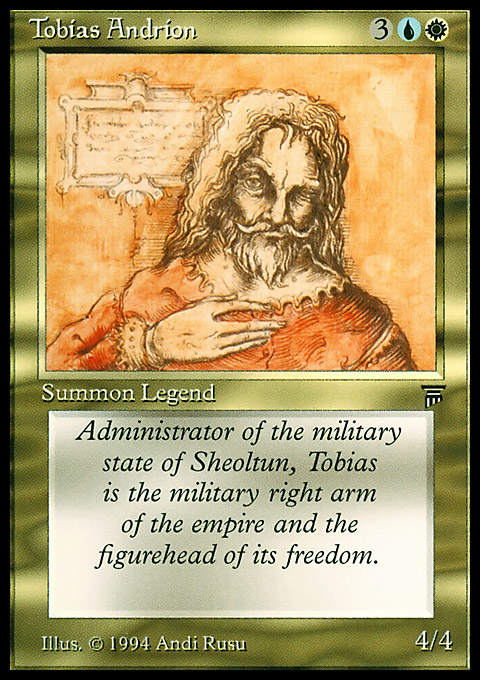 Tobias Andrion 3
Summon Legend
Administrator of the military
state of Sheoltun, Tobias
is the military right arm
of the empire and the
figurehead of its freedom.
Illus. © 1994 Andi Rusu 4/4